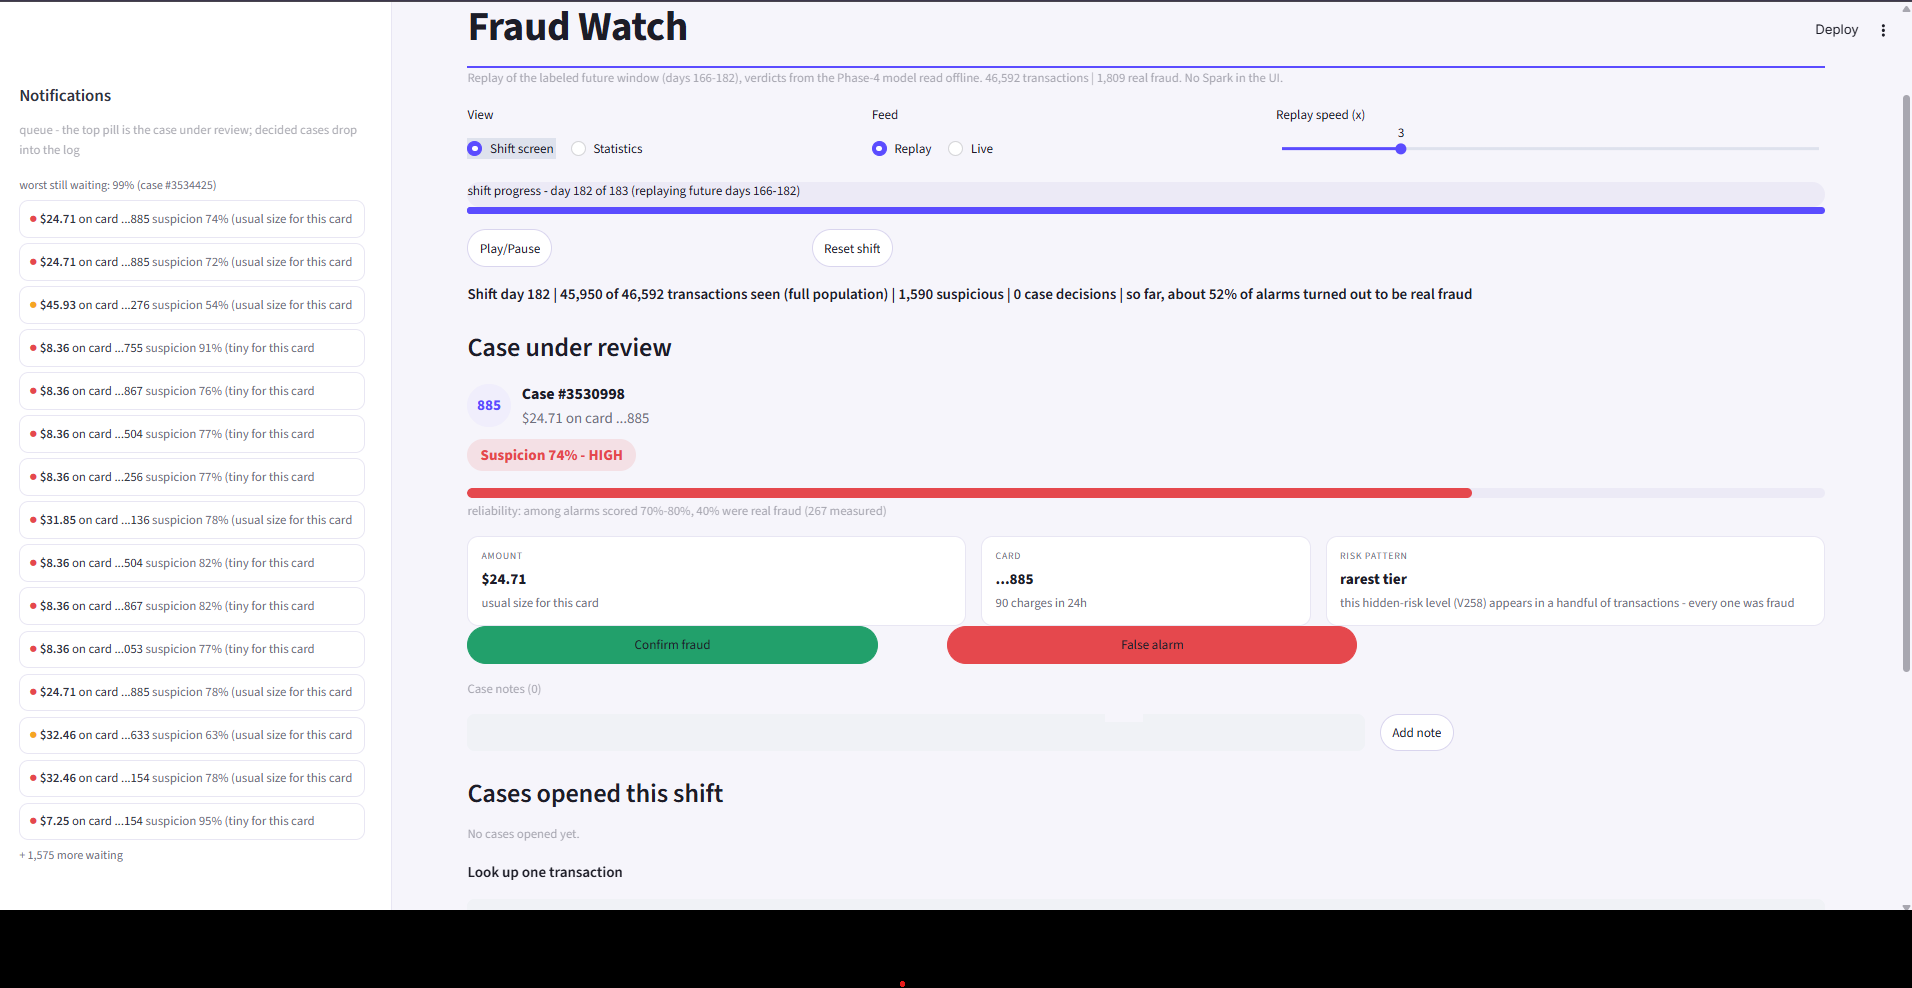 Fraud Watch
Deploy
Replay of the labeled future window (days 166-182), verdicts from the Phase-4 model read offline. 46,592 transactions | 1,809 real fraud. No Spark in the UI.
View
Feed
Replay speed (x)
3
Shift screen
Statistics
Replay
Live
shift progress - day 182 of 183 (replaying future days 166-182)
Play/Pause
Reset shift
Shift day 182 | 45,950 of 46,592 transactions seen (full population) | 1,590 suspicious | 0 case decisions | so far, about 52% of alarms turned out to be real fraud
Notifications
queue - the top pill is the case under review; decided cases drop
into the log
worst still waiting: 99% (case #3534425)
$24.71 on card ...885 suspicion 74% (usual size for this card
$24.71 on card ...885 suspicion 72% (usual size for this card
$45.93 on card ...276 suspicion 54% (usual size for this card
$8.36 on card ...755 suspicion 91% (tiny for this card
$8.36 on card ...867 suspicion 76% (tiny for this card
$8.36 on card ...504 suspicion 77% (tiny for this card
$8.36 on card ...256 suspicion 77% (tiny for this card
$31.85 on card ...136 suspicion 78% (usual size for this card
$8.36 on card ...504 suspicion 82% (tiny for this card
$8.36 on card ...867 suspicion 82% (tiny for this card
$8.36 on card ...053 suspicion 77% (tiny for this card
$24.71 on card ...885 suspicion 78% (usual size for this card
$32.46 on card ...633 suspicion 63% (usual size for this card
$32.46 on card ...154 suspicion 78% (usual size for this card
$7.25 on card ...154 suspicion 95% (tiny for this card
+ 1,575 more waiting
Case under review
885
Case #3530998
$24.71 on card ...885
Suspicion 74% - HIGH
reliability: among alarms scored 70%-80%, 40% were real fraud (267 measured)
AMOUNT
$24.71
usual size for this card
CARD
...885
90 charges in 24h
RISK PATTERN
rarest tier
this hidden-risk level (V258) appears in a handful of transactions - every one was fraud
Confirm fraud
False alarm
Case notes (0)
Add note
Cases opened this shift
No cases opened yet.
Look up one transaction